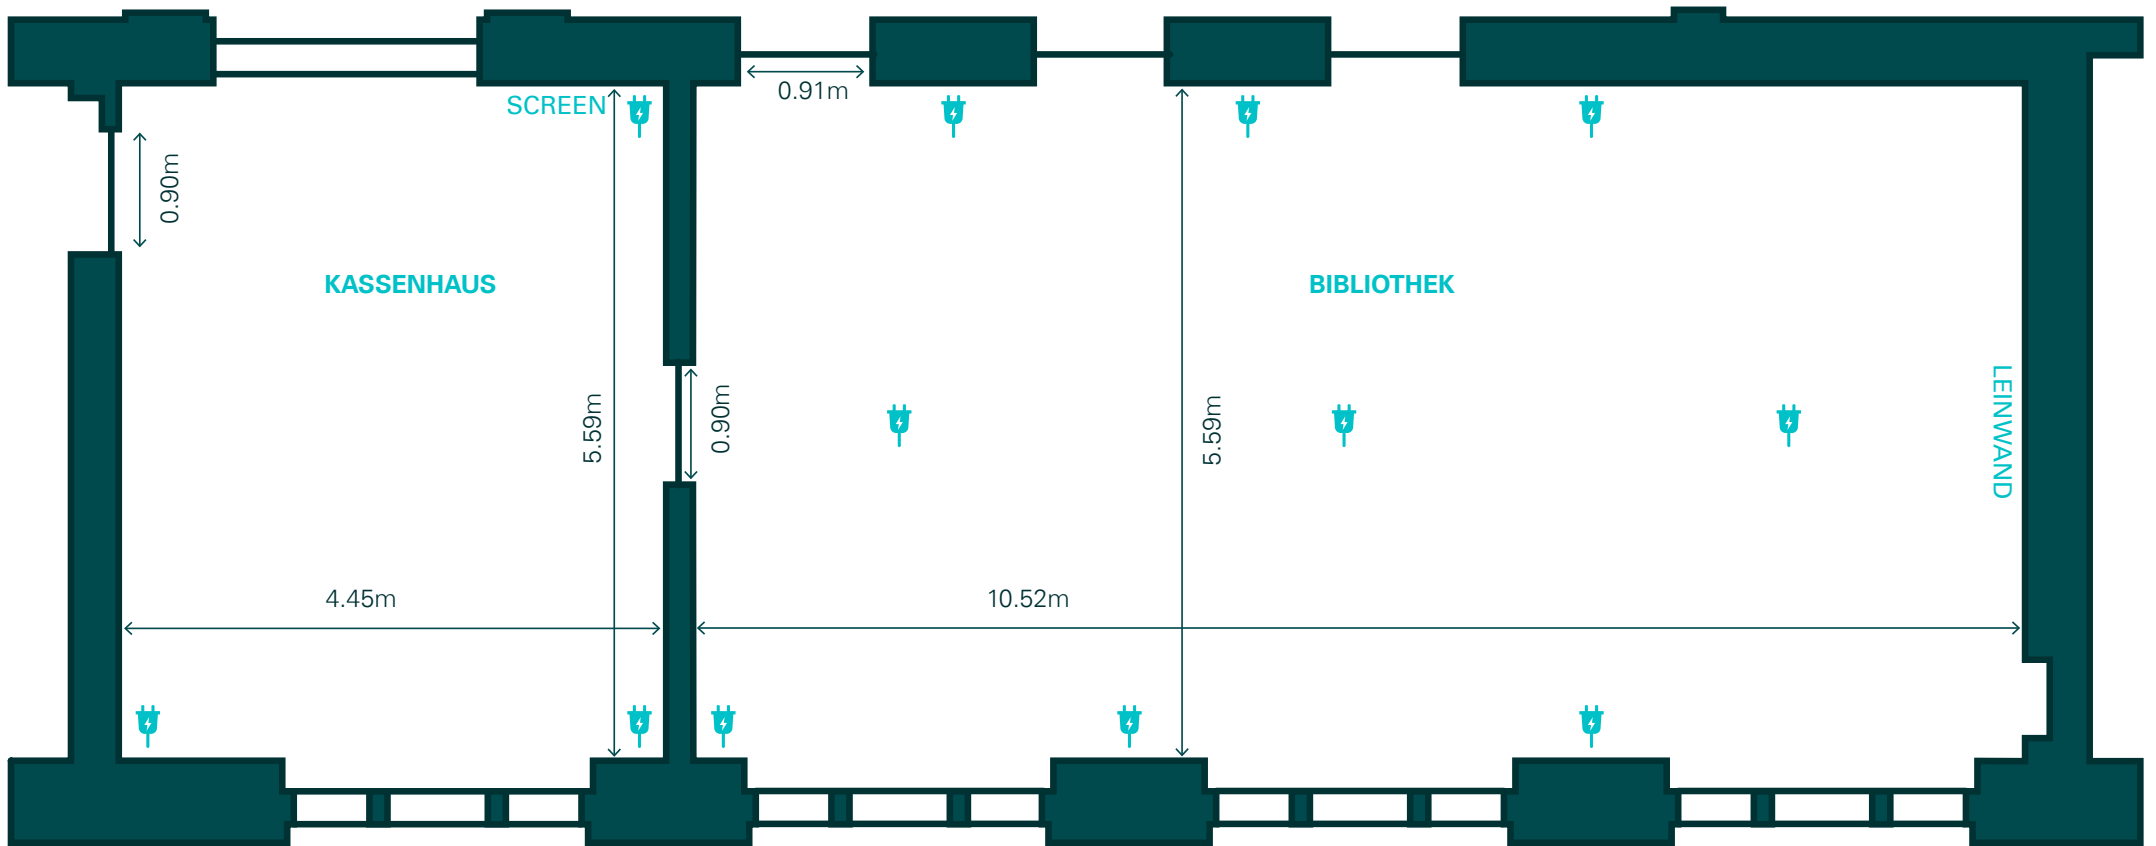 SCREEN
0.91m
0.90m
KASSENHAUS
BIBLIOTHEK
5.59m
0.90m
5.59m
LEINWAND
4.45m
10.52m